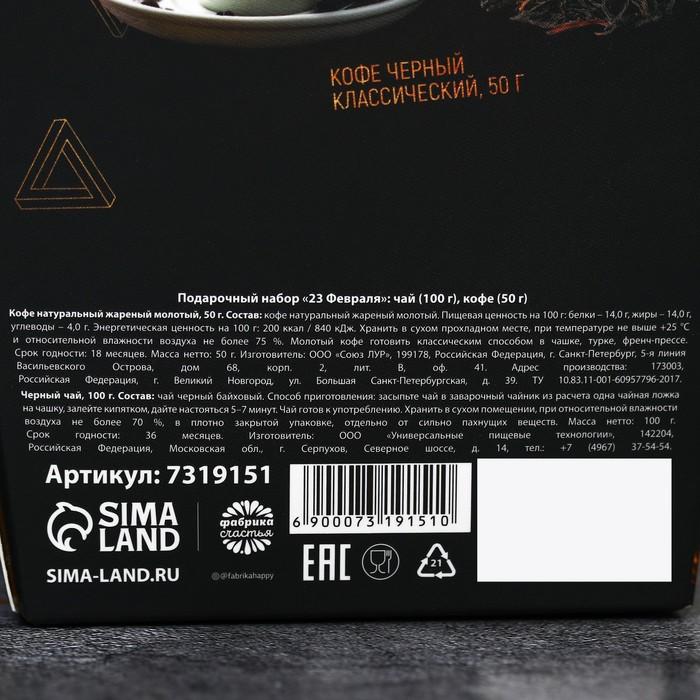 КОФЕ ЧЕРНЫЙ
КЛАССИЧЕСКИЙ, 50 Г
Подарочный набор «23 Февраля»: чай (100 г), кофе (50 г)
Кофе натуральный жареный молотый, 50 г. Состав: кофе натуральный жареный молотый. Пищевая ценность на 100 г: белки – 14,0 г, жиры – 14,0 г,
углеводы – 4,0 г. Энергетическая ценность на 100 г: 200 ккал / 840 кДж. Хранить в сухом прохладном месте, при температуре не выше +25 °С
и относительной влажности воздуха не более 75 %. Молотый кофе готовить классическим способом в чашке, турке, френч-прессе.
Срок годности: 18 месяцев. Масса нетто: 50 г. Изготовитель: ООО «Союз ЛУР», 199178, Российская Федерация, г. Санкт-Петербург, 5-я линия
Васильевского Острова, дом 68, корп. 2, лит. В, оф. 41. Адрес производства: 173003,
Российская Федерация, г. Великий Новгород, ул. Большая Санкт-Петербургская, д. 39. ТУ 10.83.11-001-60957796-2017.
Черный чай, 100 г. Состав: чай черный байховый. Способ приготовления: засыпьте чай в заварочный чайник из расчета одна чайная ложка
на чашку, залейте кипятком, дайте настояться 5–7 минут. Чай готов к употреблению. Хранить в сухом помещении, при относительной влажности
воздуха не более 70 %, в плотно закрытой упаковке, отдельно от сильно пахнущих веществ. Масса нетто: 100 г.
Срок годности: 36 месяцев. Изготовитель: ООО «Универсальные пищевые технологии», 142204,
Российская Федерация, Московская обл., г. Серпухов, Северное шоссе, д. 14, тел.: +7 (4967) 37-54-54.
Артикул: 7319151
SIMA
LAND
фабрика
счастья
6 900073 191510
SIMA-LAND.RU
@fabrikahappy
EAC
21